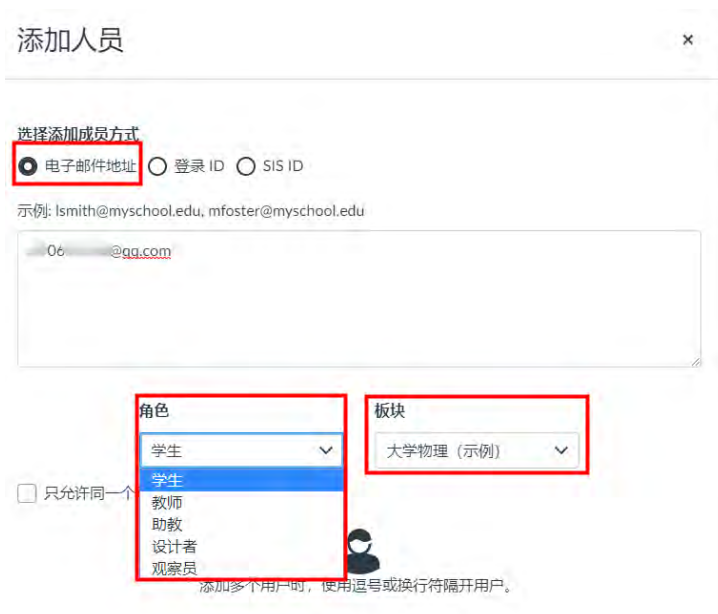 添加人员
×
选择添加成员方式
电子邮件地址 登录 ID SIS ID
示例: lsmith@myschool.edu, mfoster@myschool.edu
06 @qq.com
角色 板块
学生 大学物理（示例）
学生
只允许同一个
教师
助教
设计者
观察员
添加多个用户时，使用逗号或换行符隔开用户。